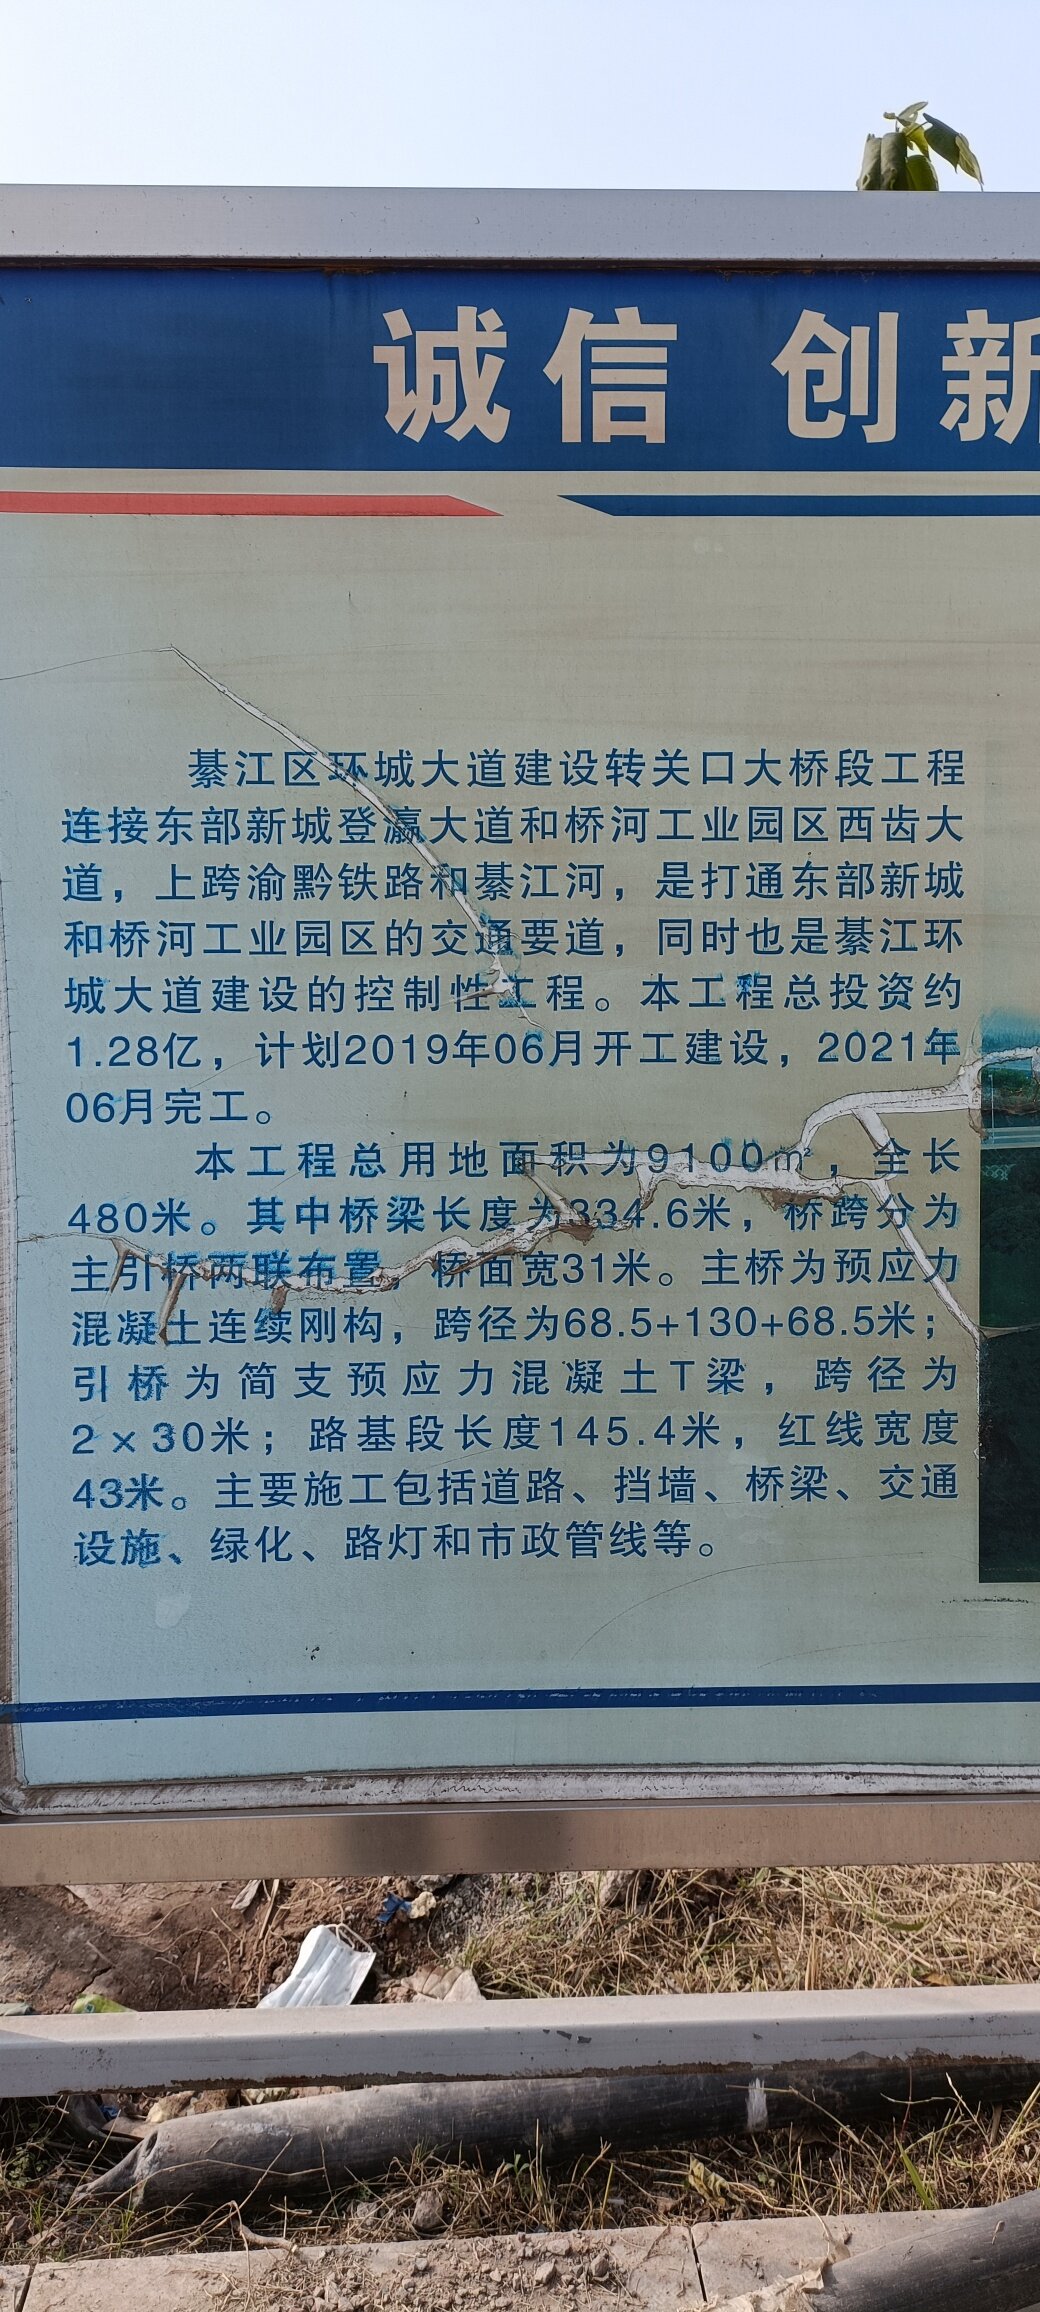 诚信 创新
綦江区环城大道建设转关口大桥段工程
连接东部新城登瀛大道和桥河工业园区西齿大
道，上跨渝黔铁路和綦江河，是打通东部新城
和桥河工业园区的交通要道，同时也是綦江环
城大道建设的控制性工程。本工程总投资约
1.28亿，计划2019年06月开工建设，2021年
06月完工。
本工程总用地面积为9100㎡，全长
480米。其中桥梁长度为334.6米，桥跨分为
主引桥两联布置，桥面宽31米。主桥为预应力
混凝土连续刚构，跨径为68.5+130+68.5米；
引桥为简支预应力混凝土T梁，跨径为
2×30米；路基段长度145.4米，红线宽度
43米。主要施工包括道路、挡墙、桥梁、交通
设施、绿化、路灯和市政管线等。